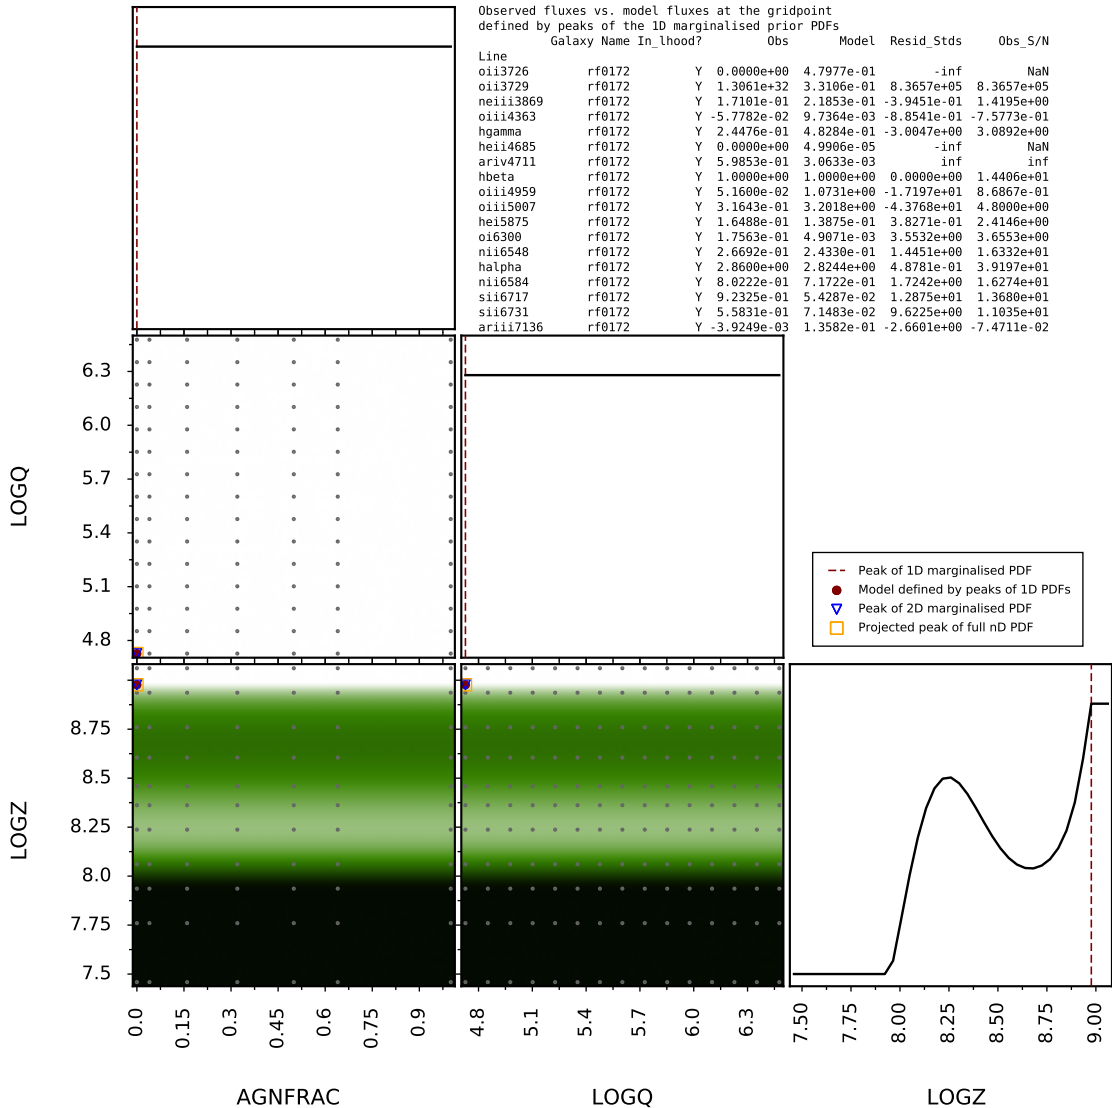 Observed fluxes vs. model fluxes at the gridpoint
defined by peaks of the 1D marginalised prior PDFs
Galaxy Name In_lhood? Obs Model Resid_Stds Obs_S/N
Line
oii3726 rf0172 Y 0.0000e+00 4.7977e-01 -inf NaN
oii3729 rf0172 Y 1.3061e+32 3.3106e-01 8.3657e+05 8.3657e+05
neiii3869 rf0172 Y 1.7101e-01 2.1853e-01 -3.9451e-01 1.4195e+00
oiii4363 rf0172 Y -5.7782e-02 9.7364e-03 -8.8541e-01 -7.5773e-01
hgamma rf0172 Y 2.4476e-01 4.8284e-01 -3.0047e+00 3.0892e+00
heii4685 rf0172 Y 0.0000e+00 4.9906e-05 -inf NaN
ariv4711 rf0172 Y 5.9853e-01 3.0633e-03 inf inf
hbeta rf0172 Y 1.0000e+00 1.0000e+00 0.0000e+00 1.4406e+01
oiii4959 rf0172 Y 5.1600e-02 1.0731e+00 -1.7197e+01 8.6867e-01
oiii5007 rf0172 Y 3.1643e-01 3.2018e+00 -4.3768e+01 4.8000e+00
hei5875 rf0172 Y 1.6488e-01 1.3875e-01 3.8271e-01 2.4146e+00
oi6300 rf0172 Y 1.7563e-01 4.9071e-03 3.5532e+00 3.6553e+00
nii6548 rf0172 Y 2.6692e-01 2.4330e-01 1.4451e+00 1.6332e+01
halpha rf0172 Y 2.8600e+00 2.8244e+00 4.8781e-01 3.9197e+01
nii6584 rf0172 Y 8.0222e-01 7.1722e-01 1.7242e+00 1.6274e+01
sii6717 rf0172 Y 9.2325e-01 5.4287e-02 1.2875e+01 1.3680e+01
sii6731 rf0172 Y 5.5831e-01 7.1483e-02 9.6225e+00 1.1035e+01
ariii7136 rf0172 Y -3.9249e-03 1.3582e-01 -2.6601e+00 -7.4711e-02
6.3
6.0
5.7
5.4
5.1
4.8
LOGQ
Peak of 1D marginalised PDF
Model defined by peaks of 1D PDFs
Peak of 2D marginalised PDF
Projected peak of full nD PDF
8.75
8.5
8.25
8.0
7.75
7.5
LOGZ
0.0 0.15 0.3 0.45 0.6 0.75 0.9
4.8 5.1 5.4 5.7 6.0 6.3
7.50 7.75 8.00 8.25 8.50 8.75 9.00
AGNFRAC LOGQ LOGZ